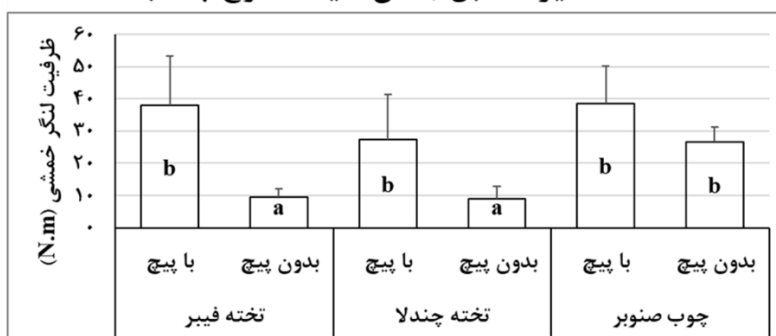 ظرفیت لنگر خمشی (N.m)
۶۰
۵۰
۴۰
۳۰
۲۰
۱۰
۰
b
a
b
a
b
b
با پیچ
بدون پیچ
با پیچ
بدون پیچ
با پیچ
بدون پیچ
تخته فیبر
تخته چندلا
چوب صنوبر